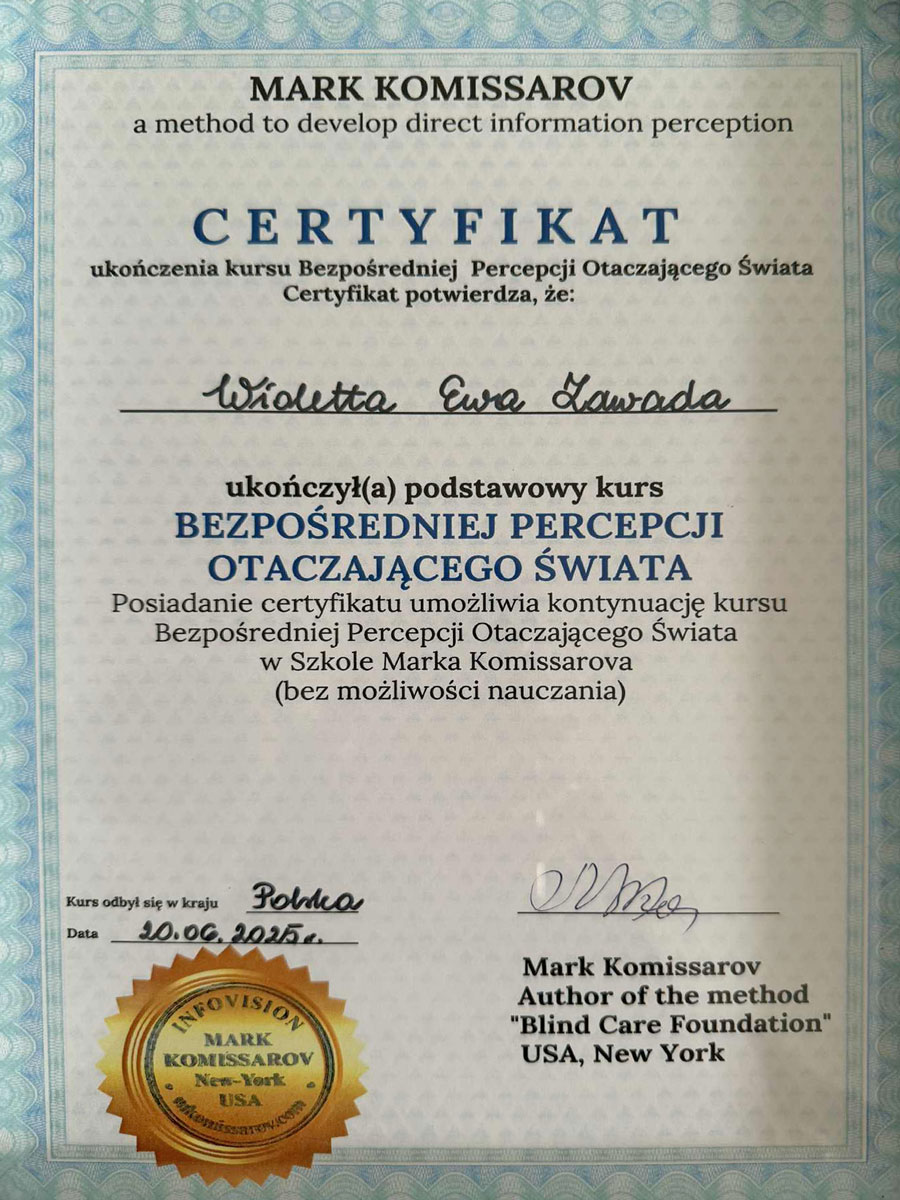 MARK KOMISSAROV
a method to develop direct information perception
CERTYFIKAT
ukończenia kursu Bezpośredniej Percepcji Otaczającego Świata
Certyfikat potwierdza, że:
Wioletta Ewa Zawada
ukończył(a) podstawowy kurs
BEZPOŚREDNIEJ PERCEPCJI
OTACZAJĄCEGO ŚWIATA
Posiadanie certyfikatu umożliwia kontynuację kursu
Bezpośredniej Percepcji Otaczającego Świata
w Szkole Marka Komissarova
(bez możliwości nauczania)
Kurs odbył się w kraju Polska
Data 20.06.2025r.
Mark Komissarov
Author of the method
"Blind Care Foundation"
USA, New York
INFOVISION
MARK
KOMISSAROV
New-York
USA
mkomissarov.com